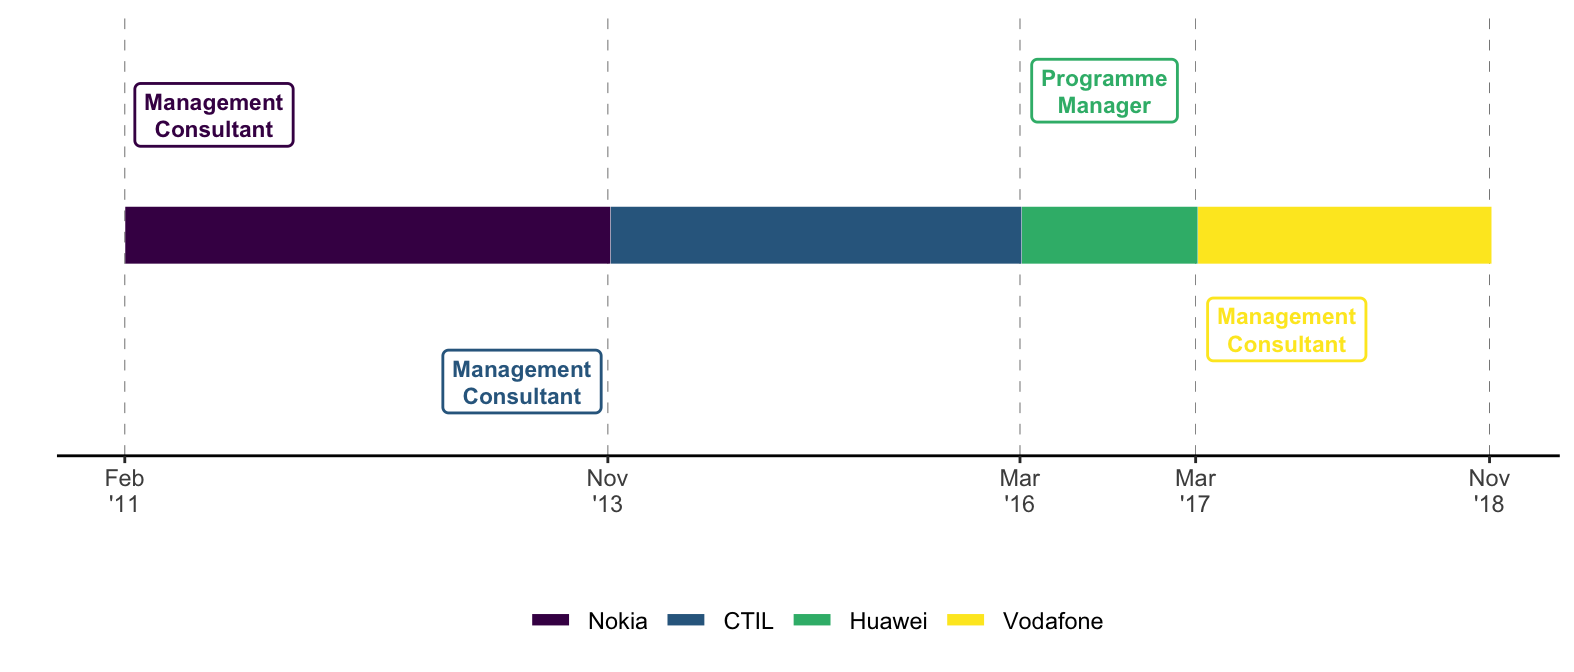 Management
Consultant
Programme
Manager
Management
Consultant
Management
Consultant
Feb
'11
Nov
'13
Mar
'16
Mar
'17
Nov
'18
Nokia
CTIL
Huawei
Vodafone